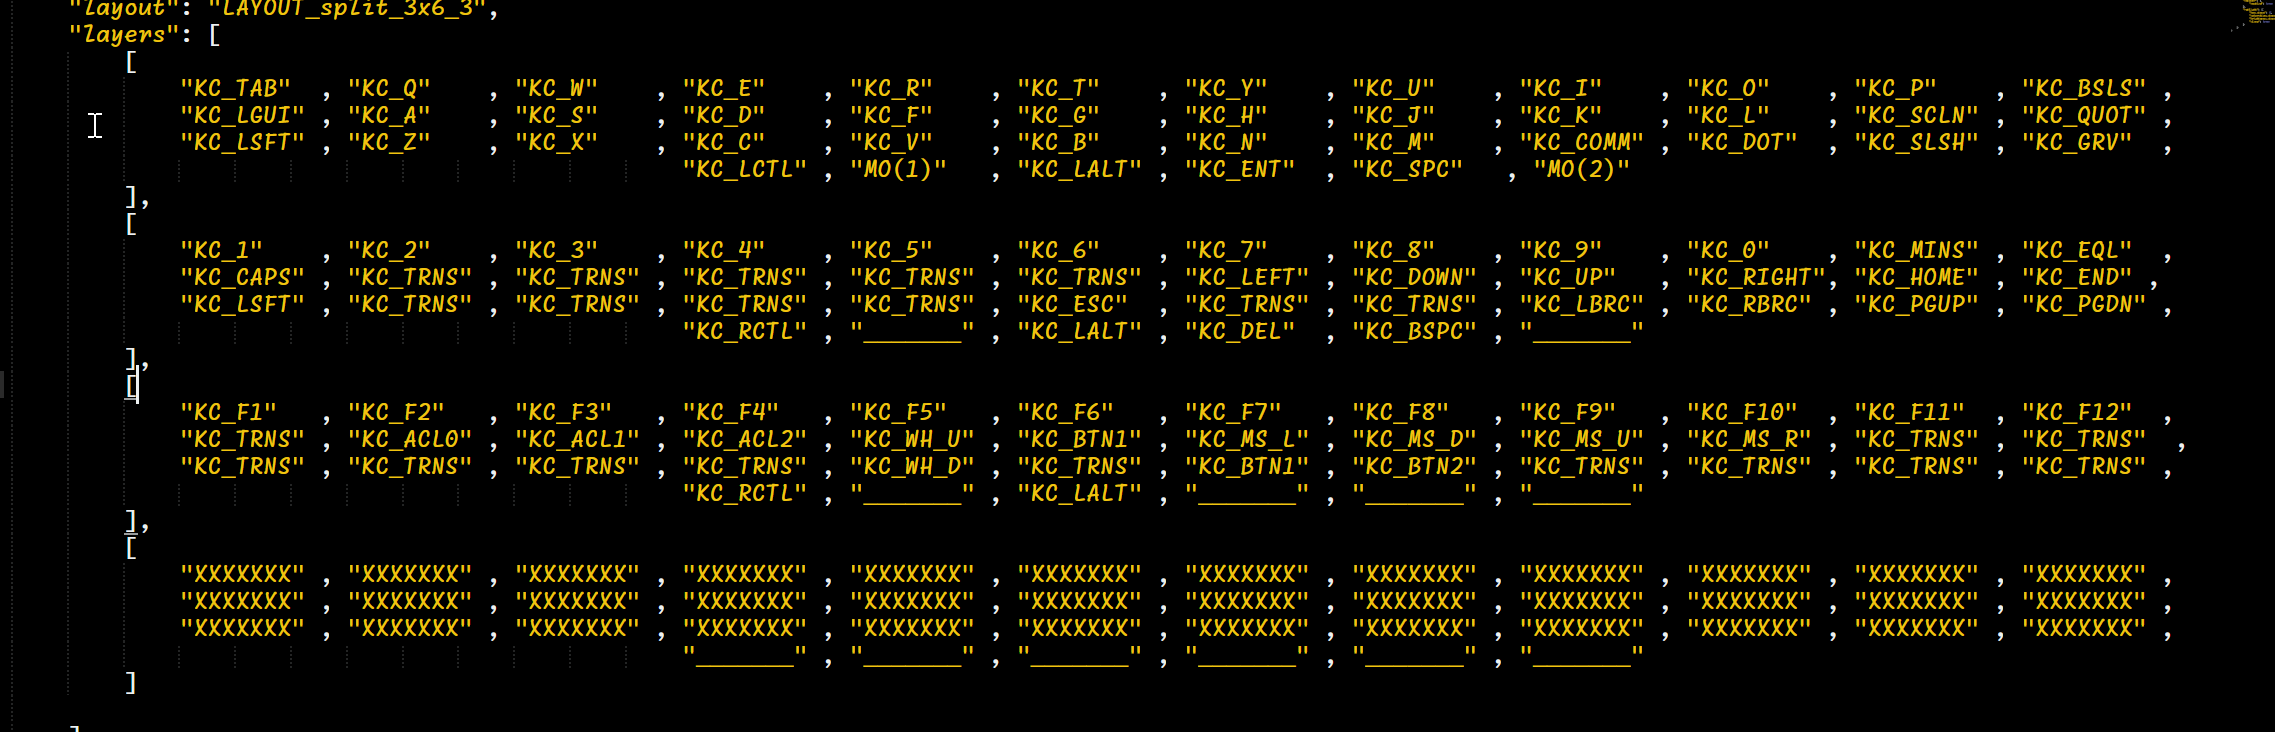 "layout": "LAYOUT_split_3x6_3",
"layers": [
[
"KC_TAB" , "KC_Q" , "KC_W" , "KC_E" , "KC_R" , "KC_T" , "KC_Y" , "KC_U" , "KC_I" , "KC_O" , "KC_P" , "KC_BSLS" ,
"KC_LGUI" , "KC_A" , "KC_S" , "KC_D" , "KC_F" , "KC_G" , "KC_H" , "KC_J" , "KC_K" , "KC_L" , "KC_SCLN" , "KC_QUOT" ,
"KC_LSFT" , "KC_Z" , "KC_X" , "KC_C" , "KC_V" , "KC_B" , "KC_N" , "KC_M" , "KC_COMM" , "KC_DOT" , "KC_SLSH" , "KC_GRV" ,
"KC_LCTL" , "MO(1)" , "KC_LALT" , "KC_ENT" , "KC_SPC" , "MO(2)"
],
[
"KC_1" , "KC_2" , "KC_3" , "KC_4" , "KC_5" , "KC_6" , "KC_7" , "KC_8" , "KC_9" , "KC_0" , "KC_MINS" , "KC_EQL" ,
"KC_CAPS" , "KC_TRNS" , "KC_TRNS" , "KC_TRNS" , "KC_TRNS" , "KC_TRNS" , "KC_LEFT" , "KC_DOWN" , "KC_UP" , "KC_RIGHT", "KC_HOME" , "KC_END" ,
"KC_LSFT" , "KC_TRNS" , "KC_TRNS" , "KC_TRNS" , "KC_TRNS" , "KC_ESC" , "KC_TRNS" , "KC_TRNS" , "KC_LBRC" , "KC_RBRC" , "KC_PGUP" , "KC_PGDN" ,
"KC_RCTL" , "_______" , "KC_LALT" , "KC_DEL" , "KC_BSPC" , "_______"
],
[
"KC_F1" , "KC_F2" , "KC_F3" , "KC_F4" , "KC_F5" , "KC_F6" , "KC_F7" , "KC_F8" , "KC_F9" , "KC_F10" , "KC_F11" , "KC_F12" ,
"KC_TRNS" , "KC_ACL0" , "KC_ACL1" , "KC_ACL2" , "KC_WH_U" , "KC_BTN1" , "KC_MS_L" , "KC_MS_D" , "KC_MS_U" , "KC_MS_R" , "KC_TRNS" , "KC_TRNS" ,
"KC_TRNS" , "KC_TRNS" , "KC_TRNS" , "KC_TRNS" , "KC_WH_D" , "KC_TRNS" , "KC_BTN1" , "KC_BTN2" , "KC_TRNS" , "KC_TRNS" , "KC_TRNS" , "KC_TRNS" ,
"KC_RCTL" , "_______" , "KC_LALT" , "_______" , "_______" , "_______"
],
[
"XXXXXXX" , "XXXXXXX" , "XXXXXXX" , "XXXXXXX" , "XXXXXXX" , "XXXXXXX" , "XXXXXXX" , "XXXXXXX" , "XXXXXXX" , "XXXXXXX" , "XXXXXXX" , "XXXXXXX" ,
"XXXXXXX" , "XXXXXXX" , "XXXXXXX" , "XXXXXXX" , "XXXXXXX" , "XXXXXXX" , "XXXXXXX" , "XXXXXXX" , "XXXXXXX" , "XXXXXXX" , "XXXXXXX" , "XXXXXXX" ,
"XXXXXXX" , "XXXXXXX" , "XXXXXXX" , "XXXXXXX" , "XXXXXXX" , "XXXXXXX" , "XXXXXXX" , "XXXXXXX" , "XXXXXXX" , "XXXXXXX" , "XXXXXXX" , "XXXXXXX" ,
"_______" , "_______" , "_______" , "_______" , "_______" , "_______"
]